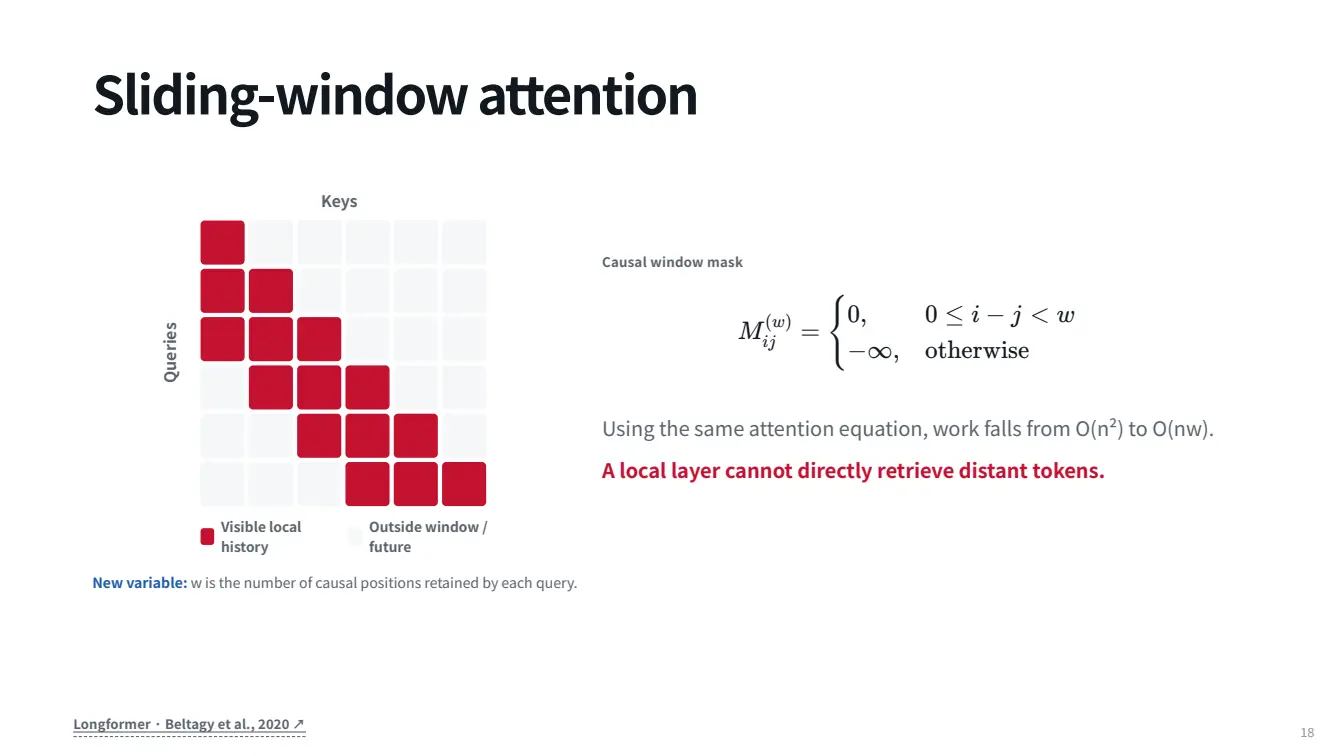 Sliding-window attention
Keys
Queries
Visible local
history
Outside window /
future
New variable: w is the number of causal positions retained by each query.
Causal window mask
M_{ij}^{(w)} = { 0, 0 ≤ i − j < w
−∞, otherwise
Using the same attention equation, work falls from O(n²) to O(nw).
A local layer cannot directly retrieve distant tokens.
Longformer · Beltagy et al., 2020 ↗
18